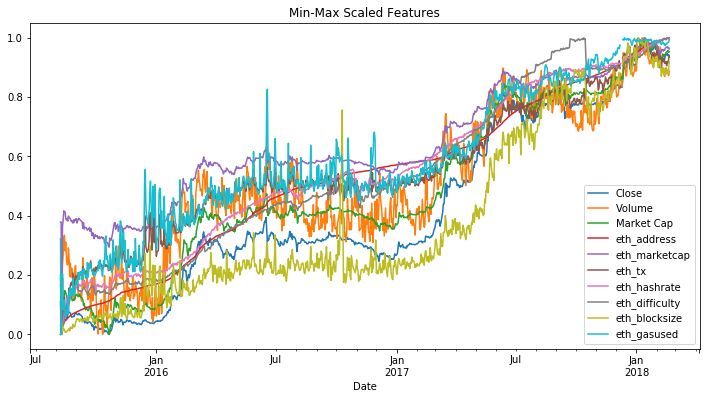 Min-Max Scaled Features
1.0
0.8
0.6
0.4
0.2
0.0
Close
Volume
Market Cap
eth_address
eth_marketcap
eth_tx
eth_hashrate
eth_difficulty
eth_blocksize
eth_gasused
Jul
Jan
2016
Jul
Jan
2017
Jul
Jan
2018
Date